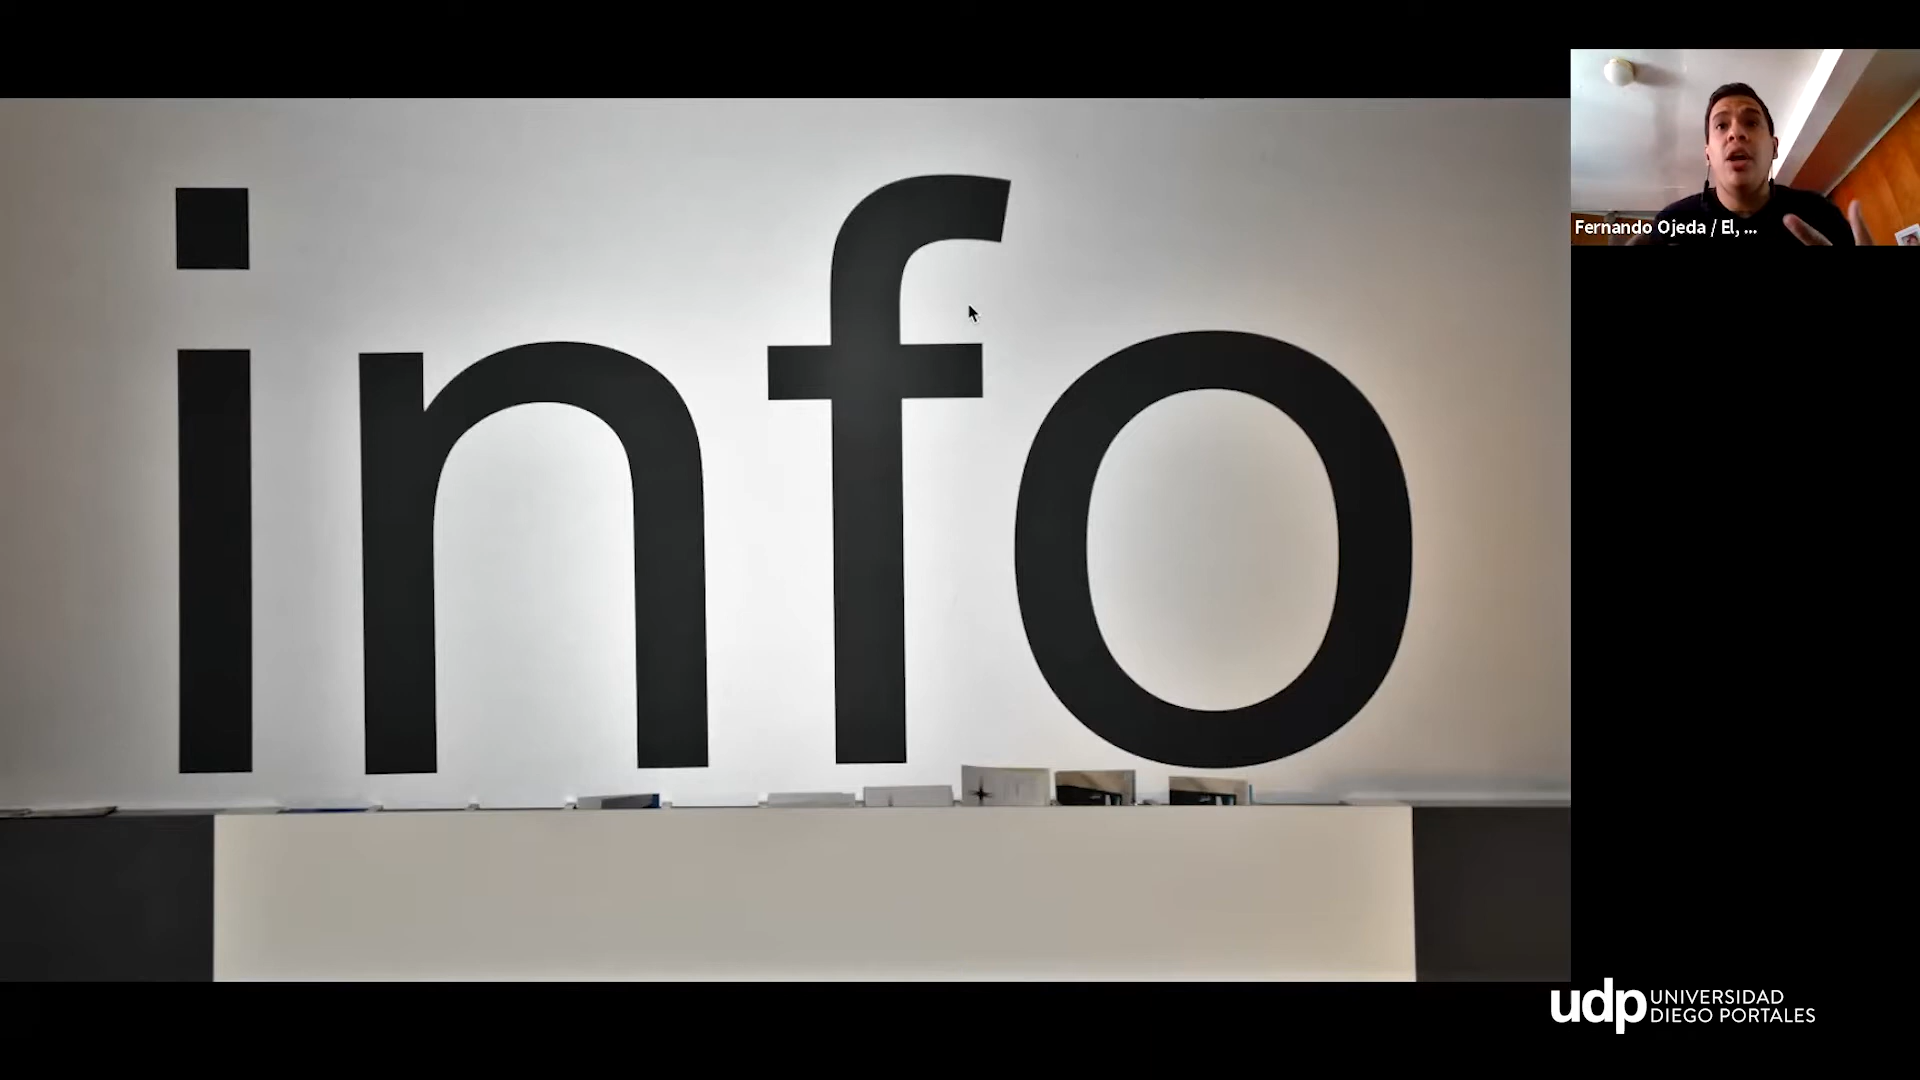 info
Fernando Ojeda / El, ...
udp UNIVERSIDAD
DIEGO PORTALES